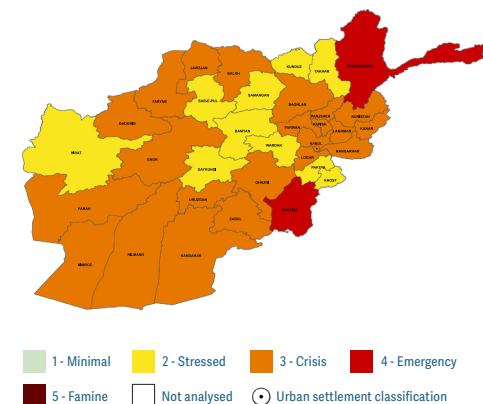 BADAKHSHAN
KUNDUZ
TAKHAR
JAWZJAN
BALKH
SAMANGAN
FARYAB
SAR-E-PUL
BAGHLAN
BADGHIS
PANJSHER
NURISTAN
KAPISA
KUNAR
PARWAN
LAGHMAN
BAMYAN
HIRAT
WARDAK
KABUL
NANGARHAR
GHOR
LOGAR
DAYKUNDI
PAKTYA
GHAZNI
KHOST
URUZGAN
FARAH
PAKTIKA
ZABUL
HILMAND
KANDAHAR
NIMROZ
1 - Minimal
2 - Stressed
3 - Crisis
4 - Emergency
5 - Famine
Not analysed
Urban settlement classification